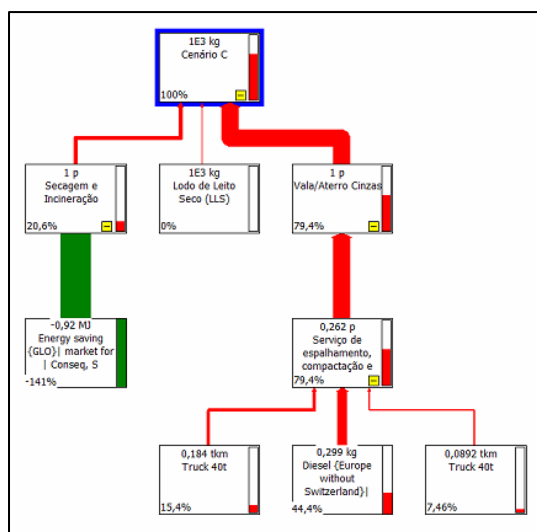 1E3 kg
Cenário C
100%
1 p
Secagem e
Incineração
20,6%
1E3 kg
Lodo de Leito
Seco (LLS)
0%
1 p
Vala/Aterro Cinzas
79,4%
-0,92 MJ
Energy saving
{GLO}| market for
| Conseq, S
-141%
0,262 p
Serviço de
espalhamento,
compactação e
79,4%
0,184 tkm
Truck 40t
15,4%
0,299 kg
Diesel {Europe
without
Switzerland}|
44,4%
0,0892 tkm
Truck 40t
7,46%